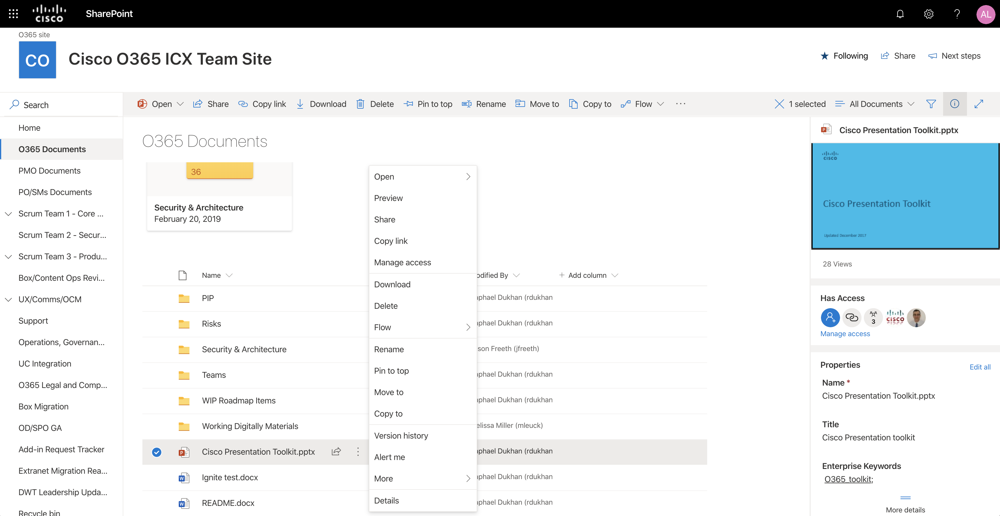 CISCO
SharePoint
AL
O365 site
CO
Cisco O365 ICX Team Site
Following
Share
Next steps
Search
Open
Share
Copy link
Download
Delete
Pin to top
Rename
Move to
Copy to
Flow
1 selected
All Documents
Home
O365 Documents
PMO Documents
PO/SMs Documents
Scrum Team 1 - Core ...
Scrum Team 2 - Secur...
Scrum Team 3 - Produ...
Box/Content Ops Revi...
UX/Comms/OCM
Support
Operations, Governan...
UC Integration
O365 Legal and Comp...
Box Migration
OD/SPO GA
Add-in Request Tracker
Extranet Migration Rea...
DWT Leadership Upda...
Recycle bin
O365 Documents
36
Security & Architecture
February 20, 2019
Name
odified By
Add column
PIP
phael Dukhan (rdukhan
Risks
phael Dukhan (rdukhan
Security & Architecture
son Freeth (jfreeth)
Teams
phael Dukhan (rdukhan
WIP Roadmap Items
phael Dukhan (rdukhan
Working Digitally Materials
elissa Miller (mleuck)
Cisco Presentation Toolkit.pptx
phael Dukhan (rdukhan
Ignite test.docx
phael Dukhan (rdukhan
README.docx
phael Dukhan (rdukhan
Open
Preview
Share
Copy link
Manage access
Download
Delete
Flow
Rename
Pin to top
Move to
Copy to
Version history
Alert me
More
Details
Cisco Presentation Toolkit.pptx
CISCO
Cisco Presentation Toolkit
Updated December 2017
28 Views
Has Access
3
CISCO
Manage access
Properties
Edit all
Name *
Cisco Presentation Toolkit.pptx
Title
Cisco Presentation toolkit
Enterprise Keywords
O365_toolkit;
More details